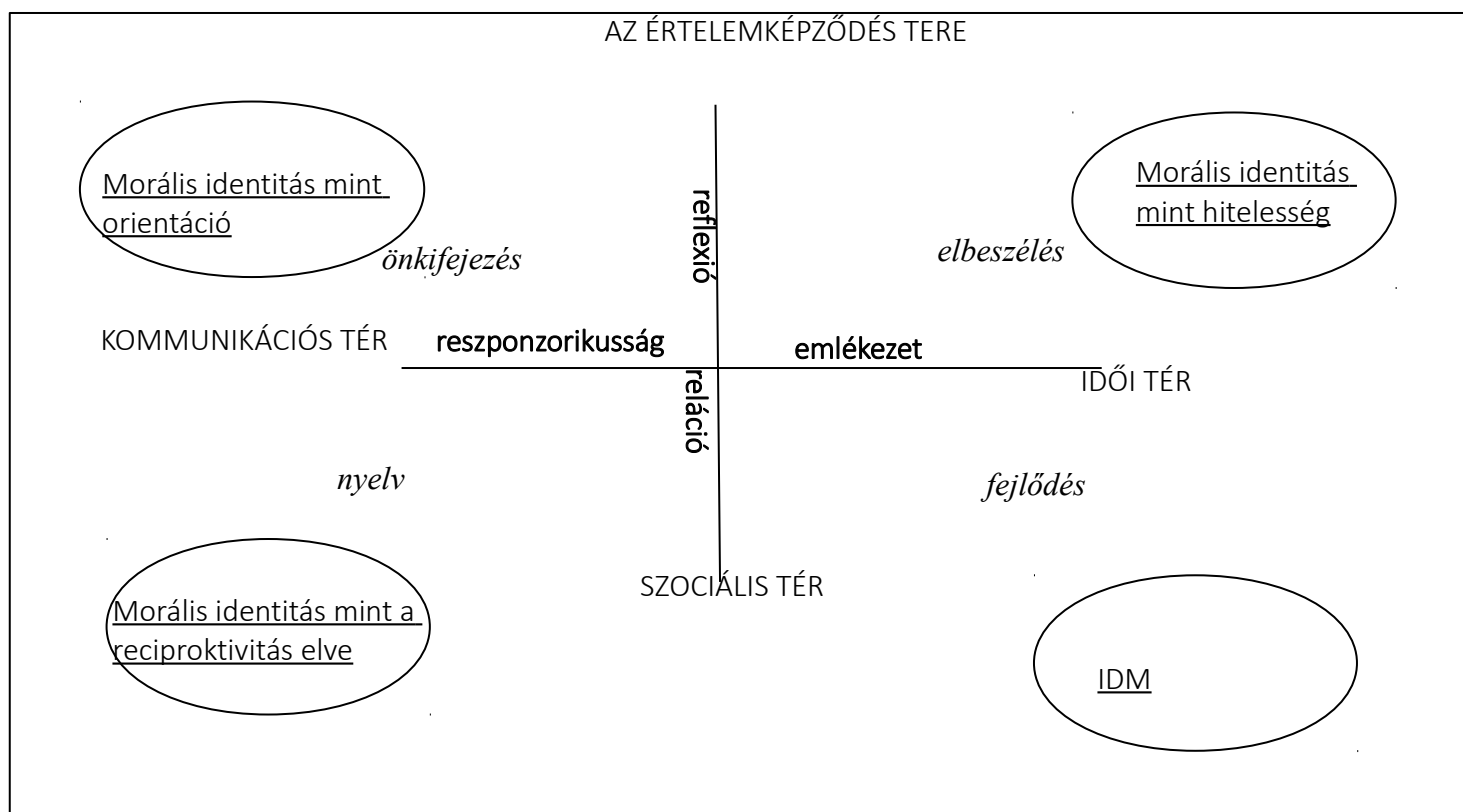 AZ ÉRTELEMKÉPZŐDÉS TERE
Morális identitás mint
orientáció
Morális identitás
mint hitelesség
reflexió
önkifejezés
elbeszélés
KOMMUNIKÁCIÓS TÉR
reszponzorikusság
emlékezet
IDŐI TÉR
reláció
nyelv
fejlődés
SZOCIÁLIS TÉR
Morális identitás mint a
reciproktivitás elve
IDM